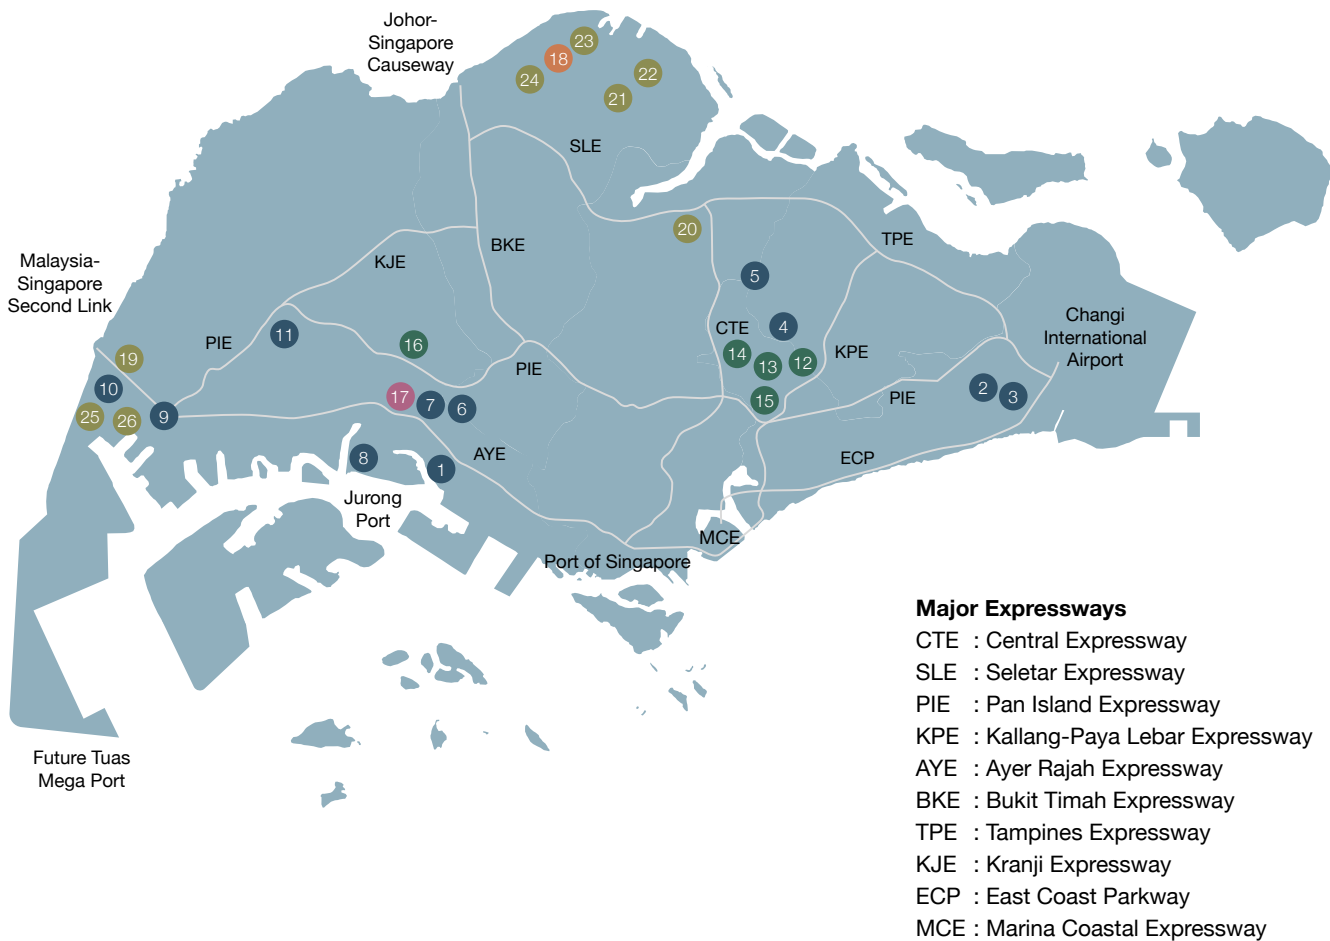 Johor-
Singapore
Causeway
23
18
24
22
21
SLE
20
TPE
BKE
KJE
5
Malaysia-
Singapore
Second Link
Changi
International
Airport
4
CTE
11
PIE
16
14
13
12
KPE
19
PIE
10
17
7
6
2
3
PIE
15
25
26
9
8
1
AYE
ECP
Jurong
Port
MCE
Port of Singapore
Future Tuas
Mega Port
Major Expressways
CTE : Central Expressway
SLE : Seletar Expressway
PIE : Pan Island Expressway
KPE : Kallang-Paya Lebar Expressway
AYE : Ayer Rajah Expressway
BKE : Bukit Timah Expressway
TPE : Tampines Expressway
KJE : Kranji Expressway
ECP : East Coast Parkway
MCE : Marina Coastal Expressway